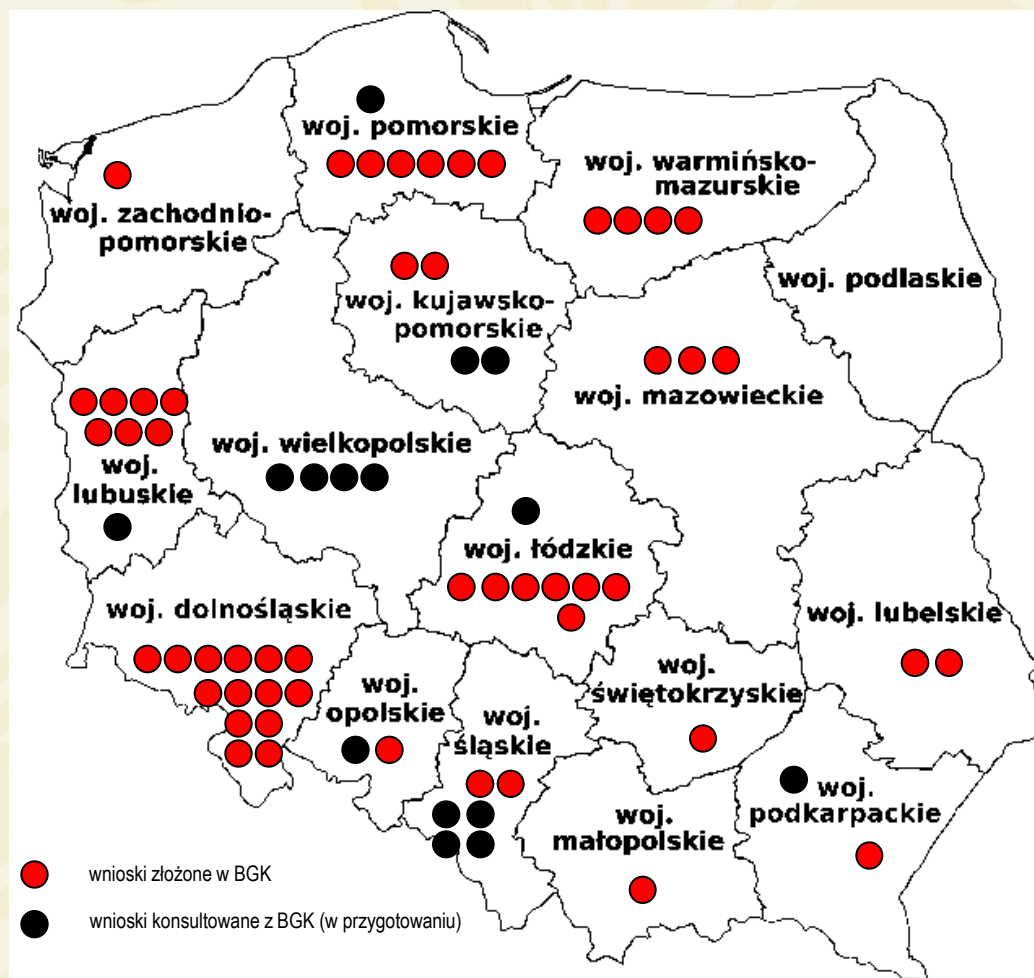 woj. pomorskie
woj. warmińsko-
mazurskie
woj. zachodnio-
pomorskie
woj. podlaskie
woj. kujawsko-
pomorskie
woj. mazowieckie
woj. wielkopolskie
woj.
lubuskie
woj. łódzkie
woj. dolnośląskie
woj. lubelskie
woj.
opolskie
woj.
śląskie
woj.
świętokrzyskie
woj.
małopolskie
woj.
podkarpackie
wnioski złożone w BGK
wnioski konsultowane z BGK (w przygotowaniu)